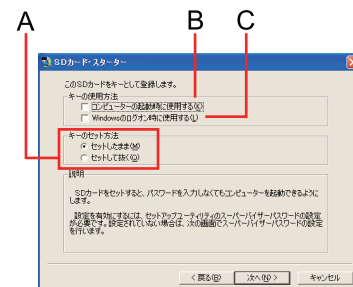 A B C
SDカード・スターター
このSDカードをキーとして登録します。
キーの使用方法
コンピューターの起動時に使用する(K)
Windowsのログオン時に使用する(L)
キーのセット方法
セットしたまま(M)
セットして抜く(O)
説明
SDカードをセットすると、パスワードを入力しなくてもコンピューターを起動できるように
します。
設定を有効にするには、セットアップユーティリティのスーパーバイザーパスワードの設定
が必要です。設定されていない場合は、次の画面でスーパーバイザーパスワードの設定
を行います。
< 戻る(B) 次へ(N) > キャンセル